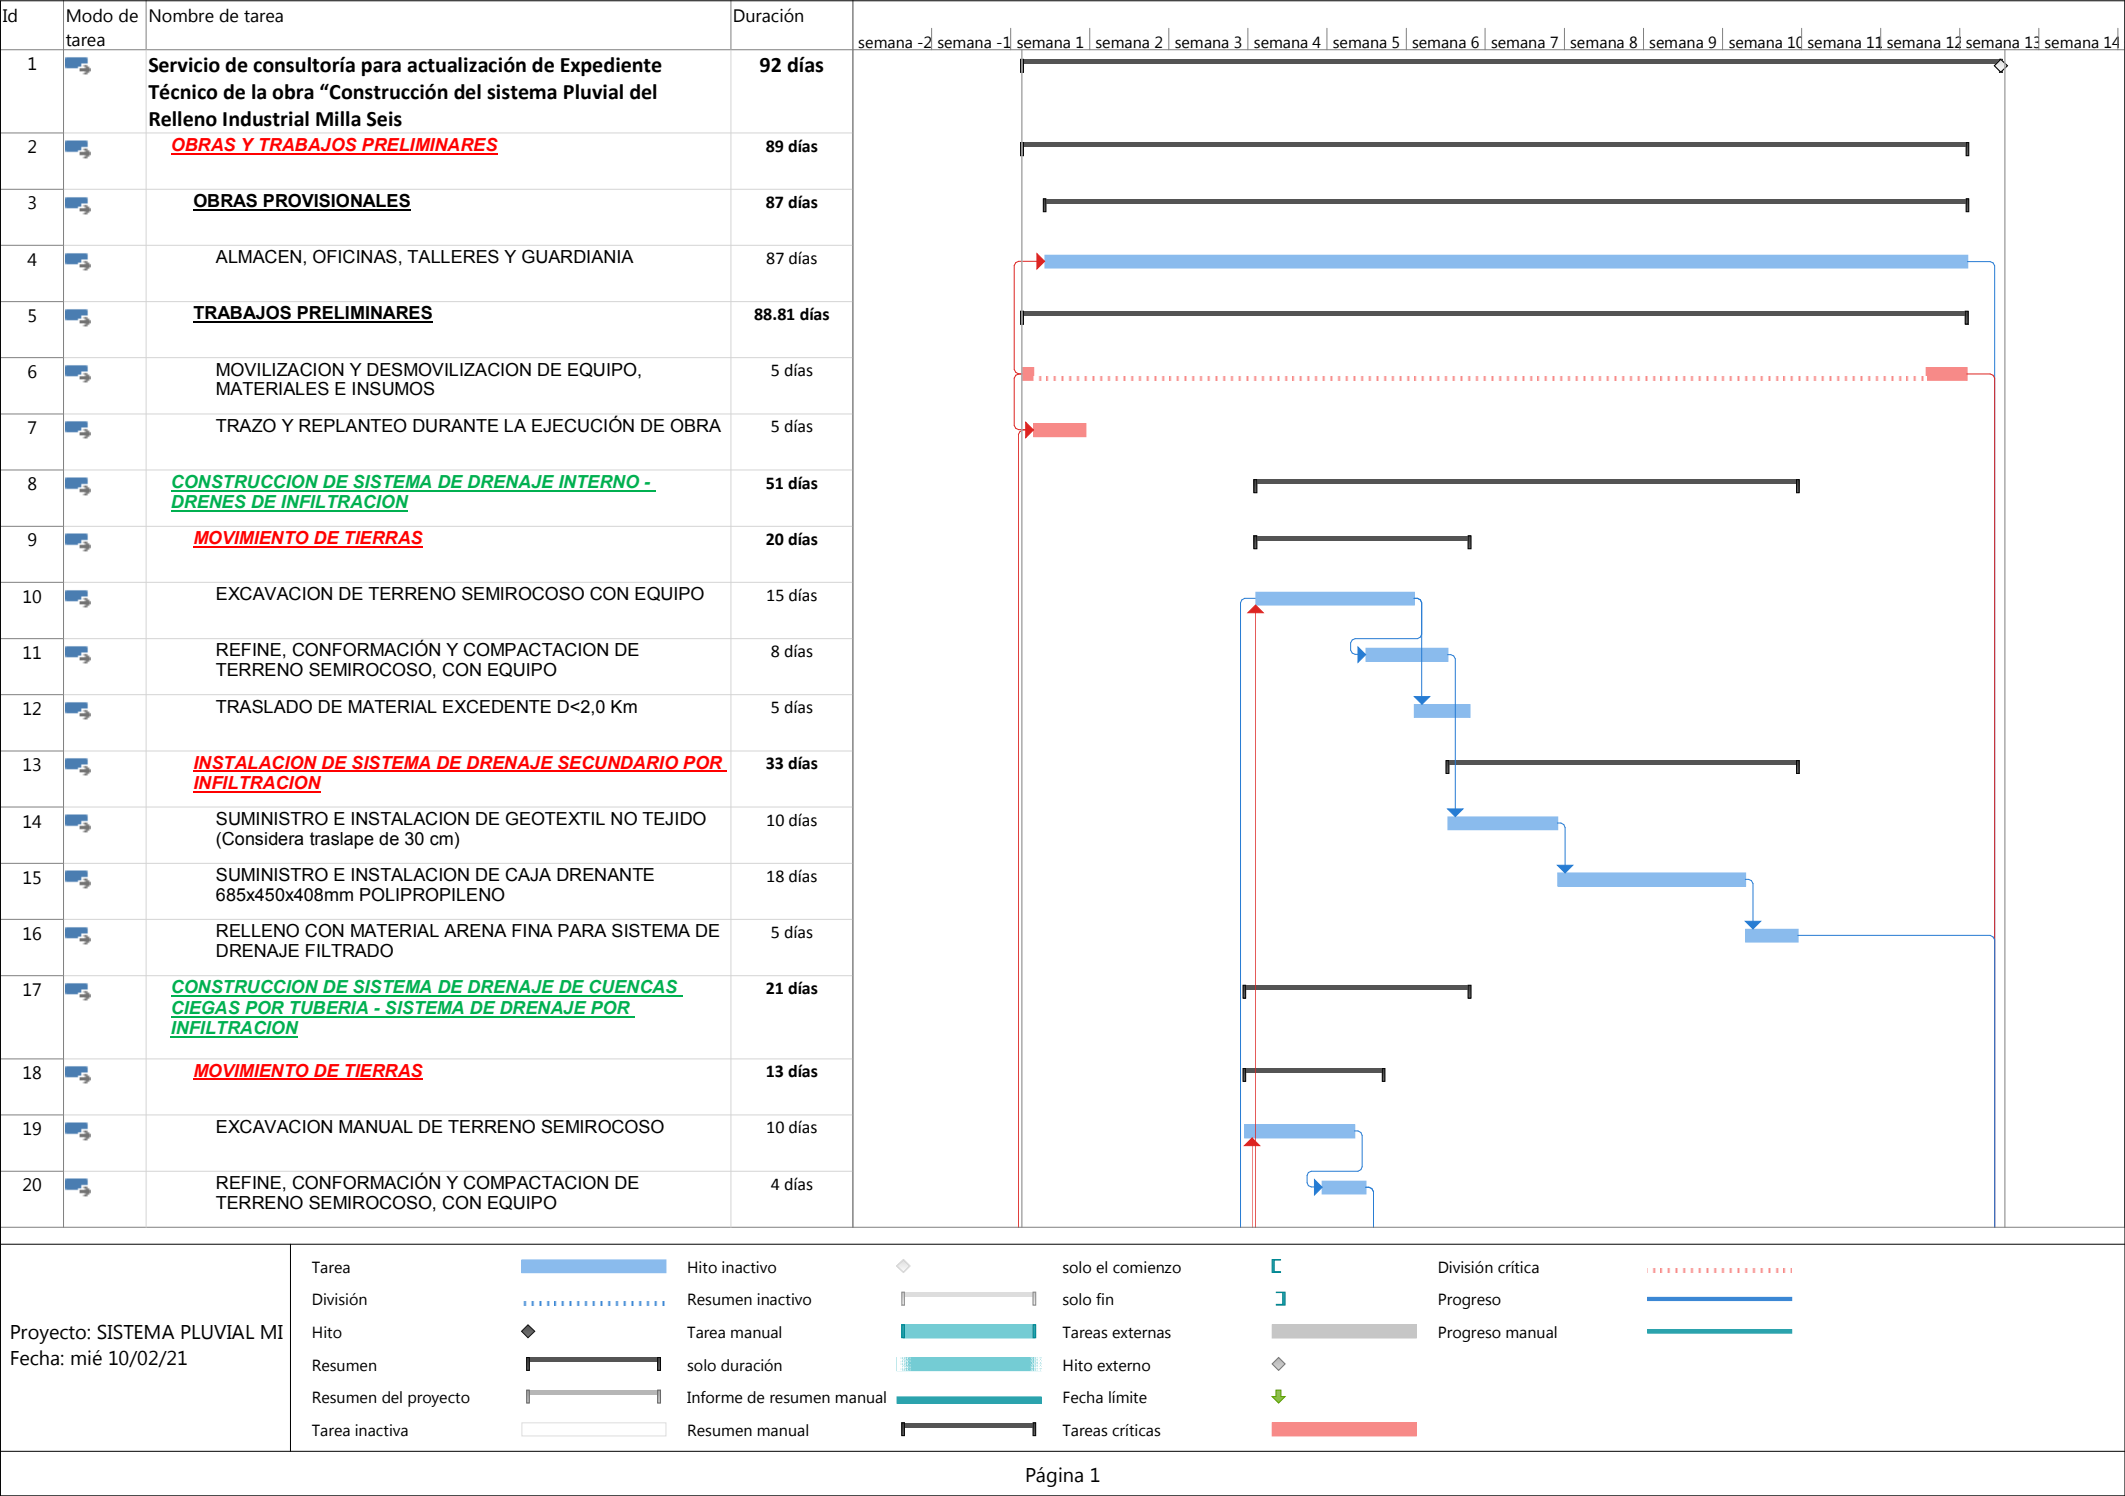 Id
Modo de
tarea
Nombre de tarea
Duración
semana -2
semana -1
semana 1
semana 2
semana 3
semana 4
semana 5
semana 6
semana 7
semana 8
semana 9
semana 10
semana 11
semana 12
semana 13
semana 14
1
Servicio de consultoría para actualización de Expediente
Técnico de la obra “Construcción del sistema Pluvial del
Relleno Industrial Milla Seis
92 días
2
OBRAS Y TRABAJOS PRELIMINARES
89 días
3
OBRAS PROVISIONALES
87 días
4
ALMACEN, OFICINAS, TALLERES Y GUARDIANIA
87 días
5
TRABAJOS PRELIMINARES
88.81 días
6
MOVILIZACION Y DESMOVILIZACION DE EQUIPO,
MATERIALES E INSUMOS
5 días
7
TRAZO Y REPLANTEO DURANTE LA EJECUCIÓN DE OBRA
5 días
8
CONSTRUCCION DE SISTEMA DE DRENAJE INTERNO -
DRENES DE INFILTRACION
51 días
9
MOVIMIENTO DE TIERRAS
20 días
10
EXCAVACION DE TERRENO SEMIROCOSO CON EQUIPO
15 días
11
REFINE, CONFORMACIÓN Y COMPACTACION DE
TERRENO SEMIROCOSO, CON EQUIPO
8 días
12
TRASLADO DE MATERIAL EXCEDENTE D<2,0 Km
5 días
13
INSTALACION DE SISTEMA DE DRENAJE SECUNDARIO POR
INFILTRACION
33 días
14
SUMINISTRO E INSTALACION DE GEOTEXTIL NO TEJIDO
(Considera traslape de 30 cm)
10 días
15
SUMINISTRO E INSTALACION DE CAJA DRENANTE
685x450x408mm POLIPROPILENO
18 días
16
RELLENO CON MATERIAL ARENA FINA PARA SISTEMA DE
DRENAJE FILTRADO
5 días
17
CONSTRUCCION DE SISTEMA DE DRENAJE DE CUENCAS
CIEGAS POR TUBERIA - SISTEMA DE DRENAJE POR
INFILTRACION
21 días
18
MOVIMIENTO DE TIERRAS
13 días
19
EXCAVACION MANUAL DE TERRENO SEMIROCOSO
10 días
20
REFINE, CONFORMACIÓN Y COMPACTACION DE
TERRENO SEMIROCOSO, CON EQUIPO
4 días
Proyecto: SISTEMA PLUVIAL MI
Fecha: mié 10/02/21
Tarea
División
Hito
Resumen
Resumen del proyecto
Tarea inactiva
Hito inactivo
Resumen inactivo
Tarea manual
solo duración
Informe de resumen manual
Resumen manual
solo el comienzo
solo fin
Tareas externas
Hito externo
Fecha límite
Tareas críticas
División crítica
Progreso
Progreso manual
Página 1